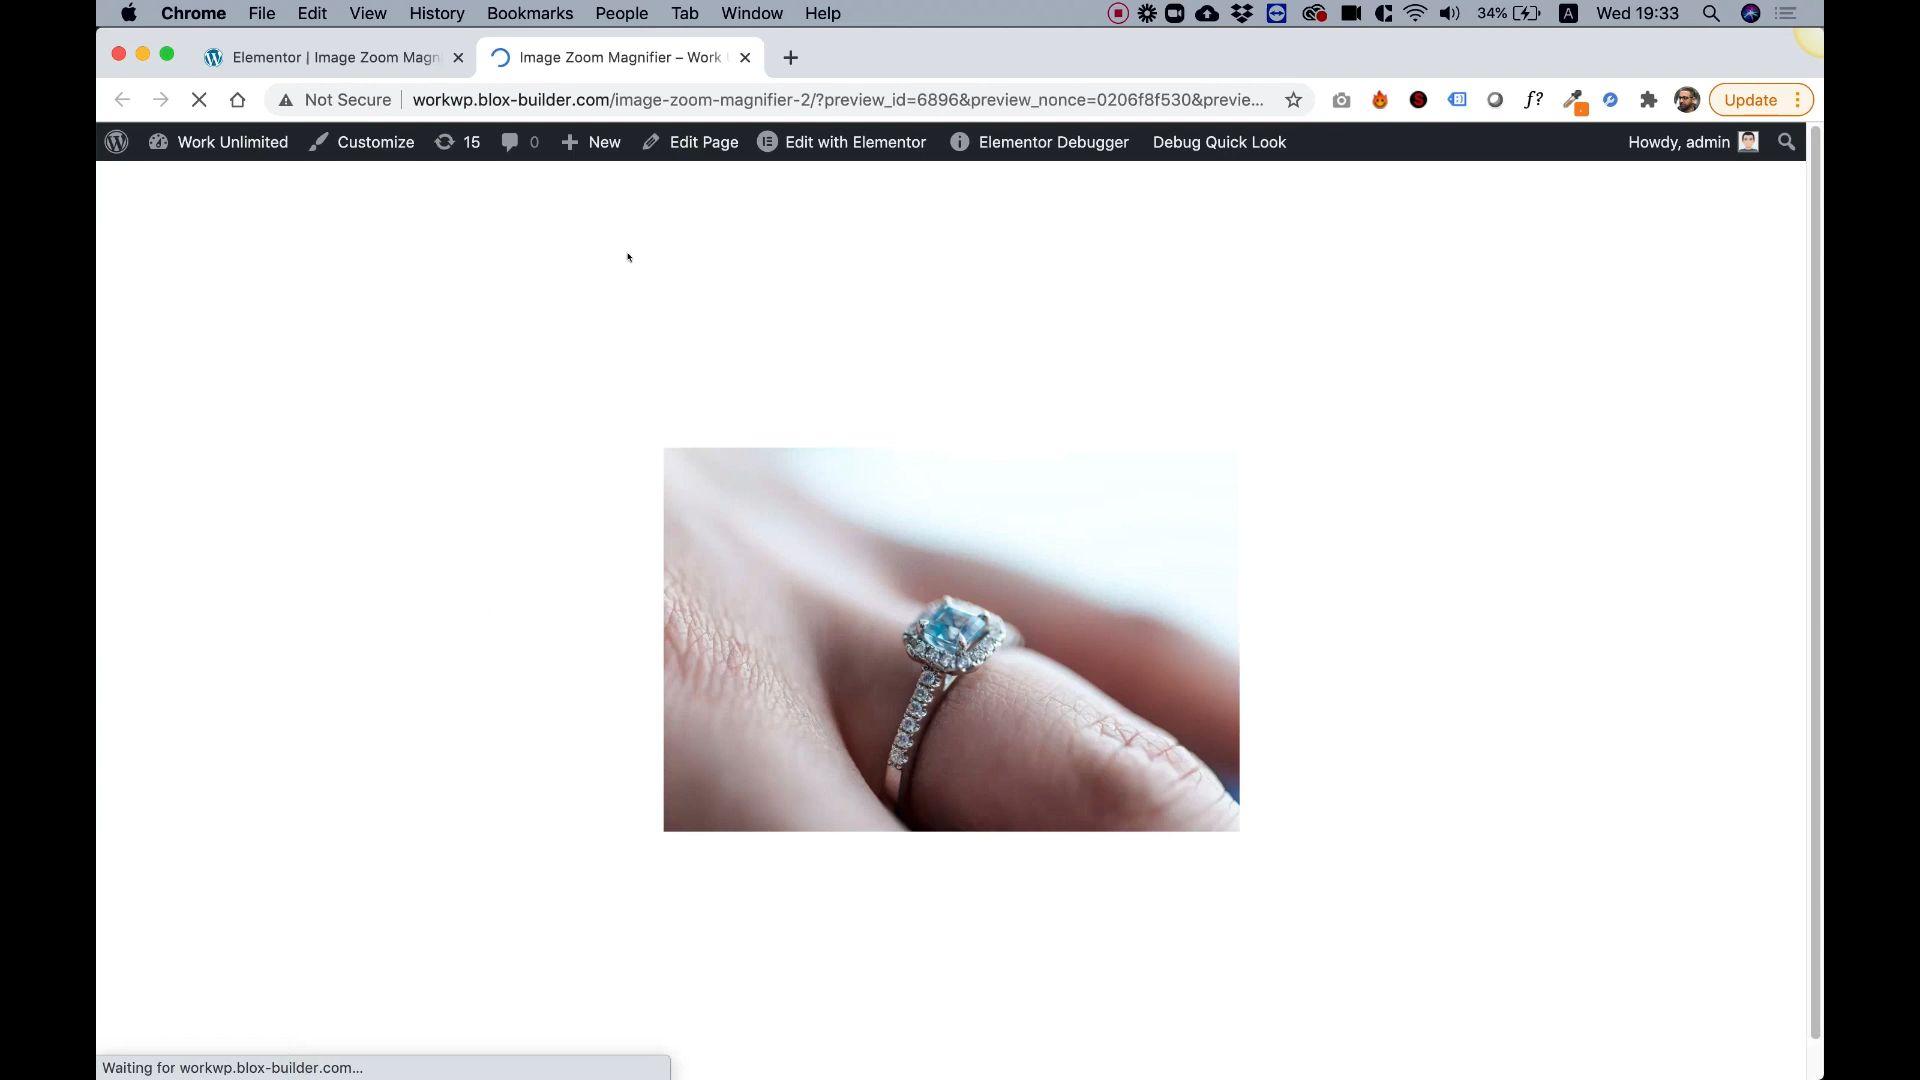 Chrome File Edit View History Bookmarks People Tab Window Help 34% A Wed 19:33
Elementor | Image Zoom Magni Image Zoom Magnifier – Work
Not Secure workwp.blox-builder.com/image-zoom-magnifier-2/?preview_id=6896&preview_nonce=0206f8f530&previe... S f? Update
Work Unlimited Customize 15 0 New Edit Page Edit with Elementor Elementor Debugger Debug Quick Look Howdy, admin
Waiting for workwp.blox-builder.com...